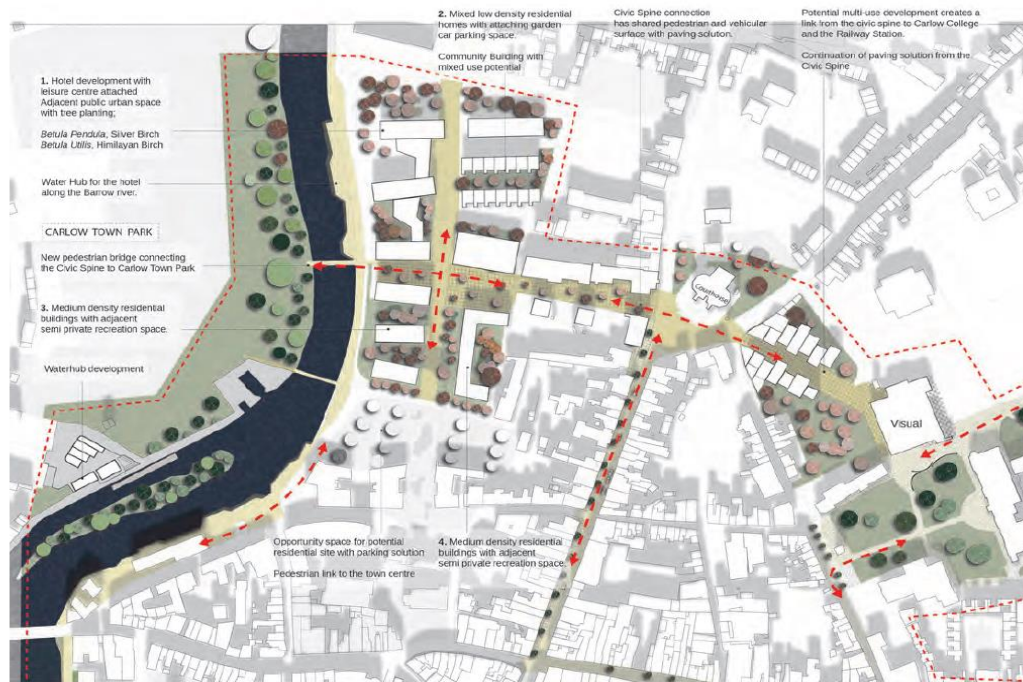 1. Hotel development with
leisure centre attached
Adjacent public urban space
with tree planting;
Betula Pendula, Silver Birch
Betula Utilis, Himilayan Birch
Water Hub for the hotel
along the Barrow river.
CARLOW TOWN PARK
New pedestrian bridge connecting
the Civic Spine to Carlow Town Park
3. Medium density residential
buildings with adjacent
semi private recreation space.
Waterhub development
2. Mixed low density residential
homes with attaching garden
car parking space.
Community Building with
mixed use potential
Civic Spine connection
has shared pedestrian and vehicular
surface with paving solution.
Potential multi-use development creates a
link from the civic spine to Carlow College
and the Railway Station.
Continuation of paving solution from the
Civic Spine
Courthouse
Visual
Opportunity space for potential
residential site with parking solution
Pedestrian link to the town centre
4. Medium density residential
buildings with adjacent
semi private recreation space.